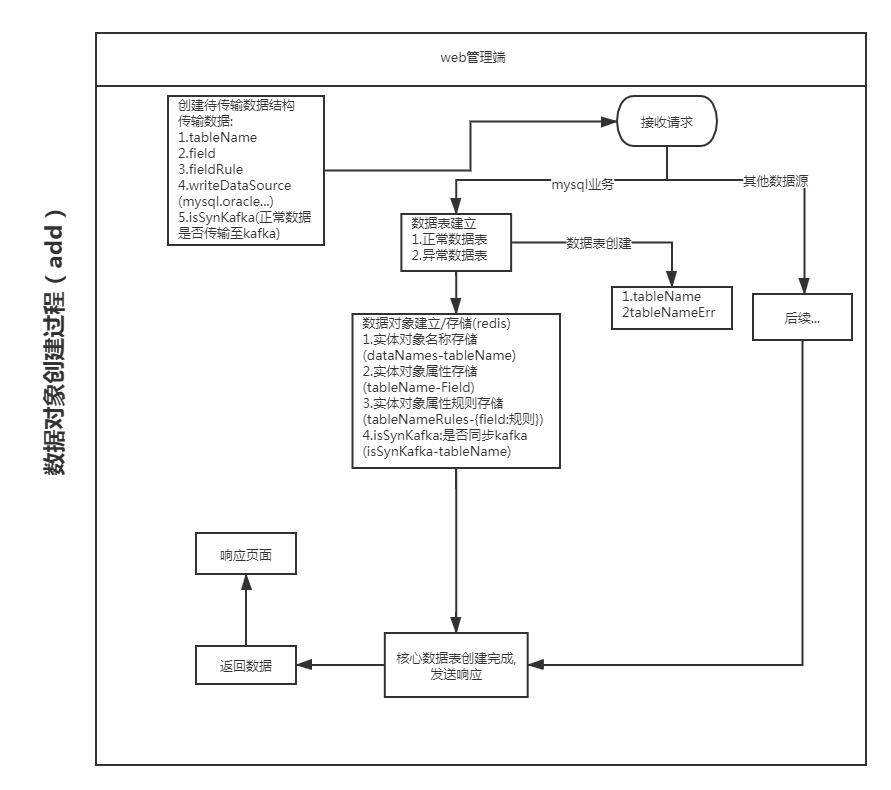 数据对象创建过程（add）
web管理端
创建待传输数据结构
传输数据:
1.tableName
2.field
3.fieldRule
4.writeDataSource
(mysql.oracle...)
5.isSynKafka(正常数据
是否传输至kafka)
接收请求
mysql业务
其他数据源
数据表建立
1.正常数据表
2.异常数据表
数据表创建
1.tableName
2tableNameErr
后续...
数据对象建立/存储(redis)
1.实体对象名称存储
(dataNames-tableName)
2.实体对象属性存储
(tableName-Field)
3.实体对象属性规则存储
(tableNameRules-{field:规则})
4.isSynKafka:是否同步kafka
(isSynKafka-tableName)
响应页面
返回数据
核心数据表创建完成,
发送响应